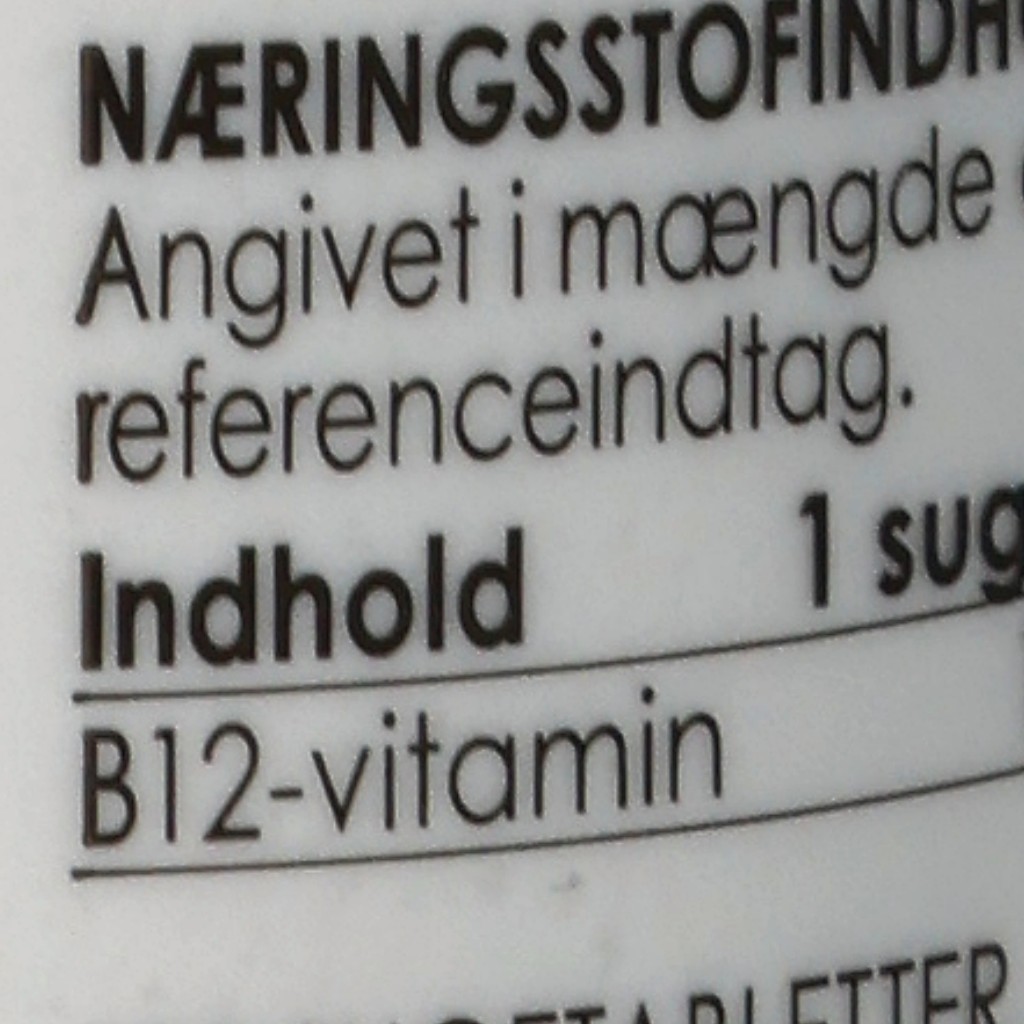 NÆRINGSSTOFINDH
Angivet i mængde
referenceindtag.
Indhold 1 sug
B12-vitamin